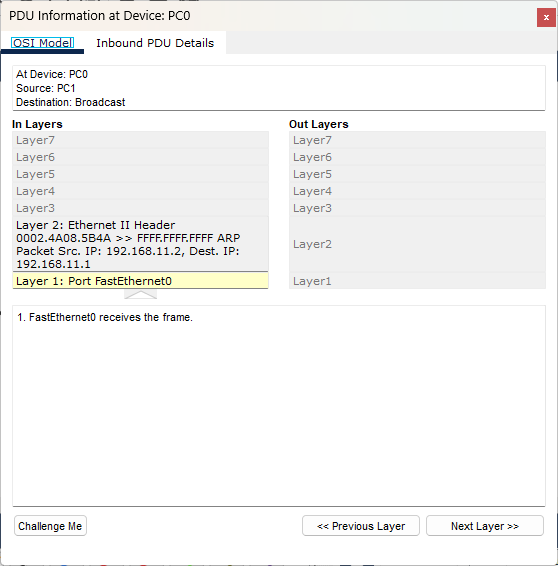 PDU Information at Device: PC0
x
OSI Model
Inbound PDU Details
At Device: PC0
Source: PC1
Destination: Broadcast
In Layers
Layer7
Layer6
Layer5
Layer4
Layer3
Layer 2: Ethernet II Header
0002.4A08.5B4A >> FFFF.FFFF.FFFF ARP
Packet Src. IP: 192.168.11.2, Dest. IP:
192.168.11.1
Layer 1: Port FastEthernet0
Out Layers
Layer7
Layer6
Layer5
Layer4
Layer3
Layer2
Layer1
1. FastEthernet0 receives the frame.
Challenge Me
<< Previous Layer
Next Layer >>